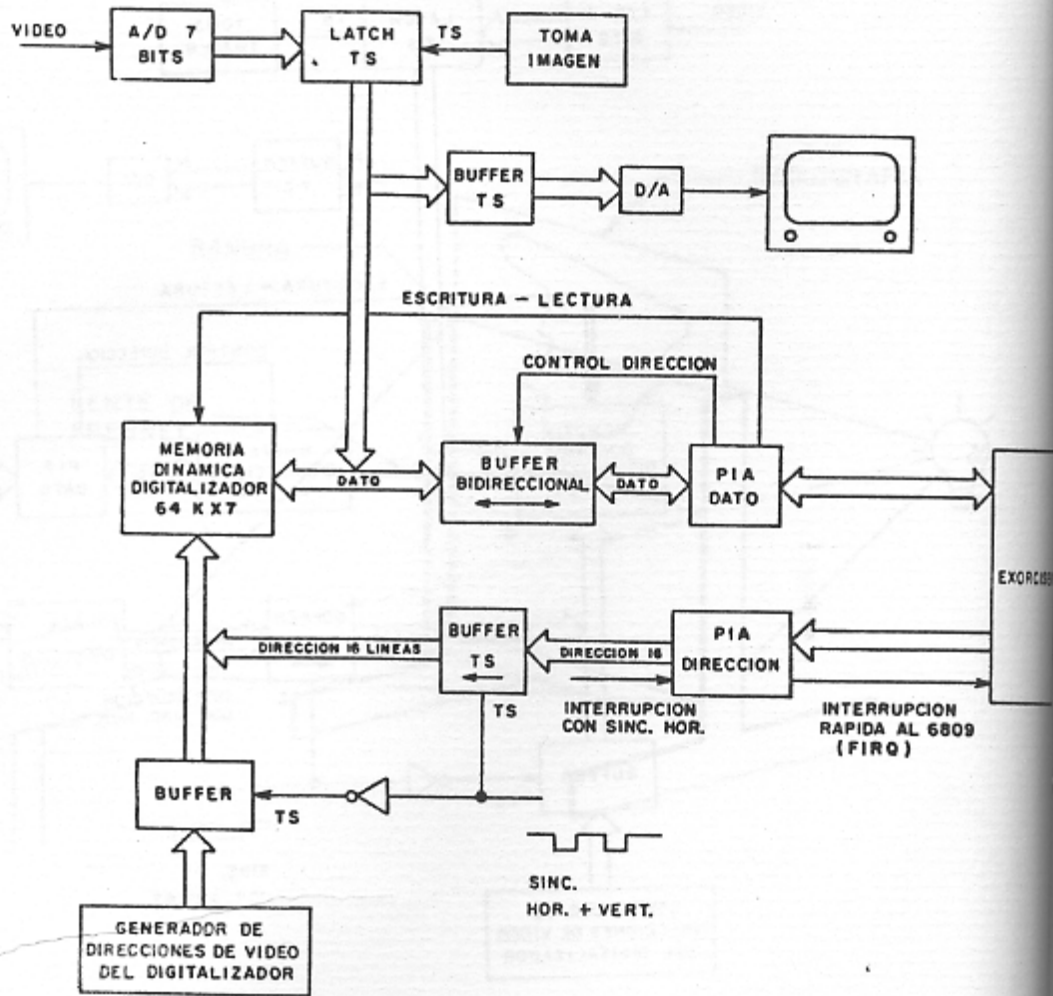 VIDEO
A/D 7
BITS
LATCH
TS
TS
TOMA
IMAGEN
BUFFER
TS
D/A
ESCRITURA - LECTURA
CONTROL DIRECCION
MEMORIA
DINAMICA
DIGITALIZADOR
64 K X7
DATO
BUFFER
BIDIRECCIONAL
DATO
PIA
DATO
DIRECCION 16 LINEAS
BUFFER
TS
TS
DIRECCION 16
PIA
DIRECCION
INTERRUPCION
CON SINC. HOR.
INTERRUPCION
RAPIDA AL 6809
(FIRQ)
BUFFER
TS
SINC.
HOR. + VERT.
GENERADOR DE
DIRECCIONES DE VIDEO
DEL DIGITALIZADOR